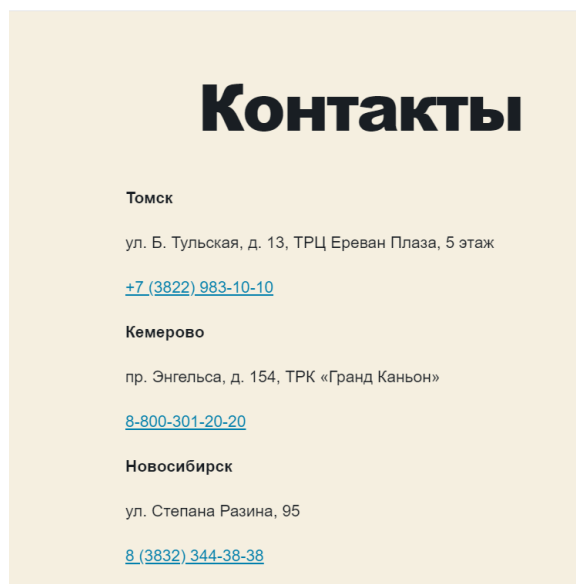 Контакты
Томск
ул. Б. Тульская, д. 13, ТРЦ Ереван Плаза, 5 этаж
+7 (3822) 983-10-10
Кемерово
пр. Энгельса, д. 154, ТРК «Гранд Каньон»
8-800-301-20-20
Новосибирск
ул. Степана Разина, 95
8 (3832) 344-38-38